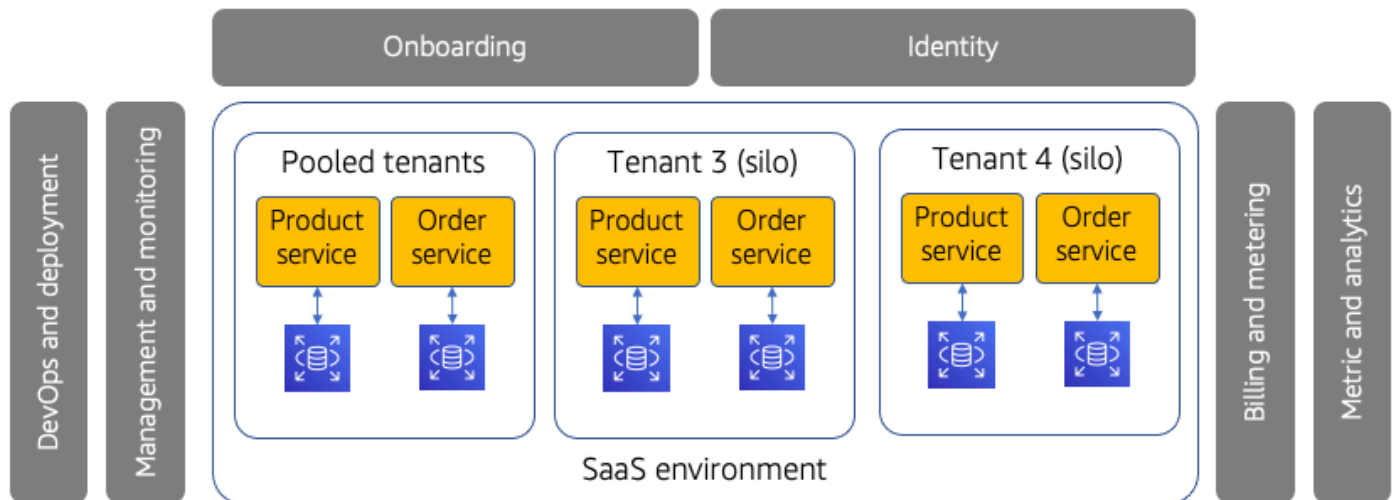 Onboarding
Identity
DevOps and deployment
Management and monitoring
Pooled tenants
Product
service
Order
service
Tenant 3 (silo)
Product
service
Order
service
Tenant 4 (silo)
Product
service
Order
service
SaaS environment
Billing and metering
Metric and analytics